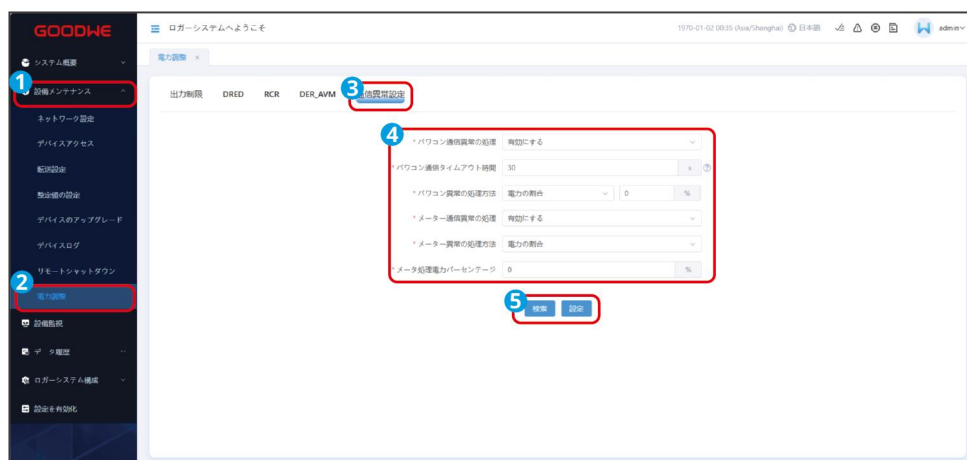 GOODWE
ロガーシステムへようこそ
1970-01-02 08:35 (Asia/Shanghai) 日本語
admin
システム概要
電力調整 ×
1
設備メンテナンス
3
出力制限 DRED RCR DER_AVM 通信異常設定
ネットワーク設定
デバイスアクセス
転送設定
整定値の設定
デバイスのアップグレード
デバイスログ
リモートシャットダウン
2
電力調整
設備監視
データ履歴
ロガーシステム構成
設定を有効化
4
* パワコン通信異常の処理 有効にする
* パワコン通信タイムアウト時間 30 s
* パワコン異常の処理方法 電力の割合 0 %
* メーター通信異常の処理 有効にする
* メーター異常の処理方法 電力の割合
* メータ処理電力パーセンテージ 0 %
5
検索 設定